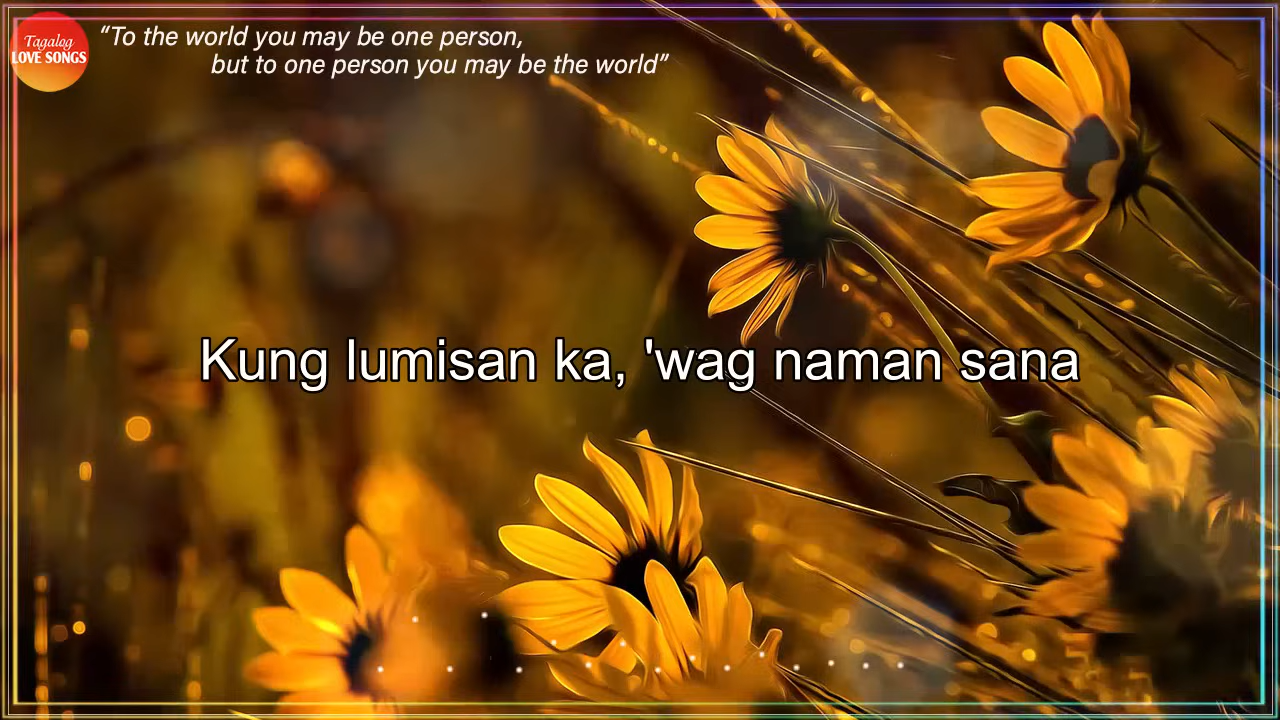 Tagalog
LOVE SONGS
“To the world you may be one person,
but to one person you may be the world”
Kung lumisan ka, 'wag naman sana